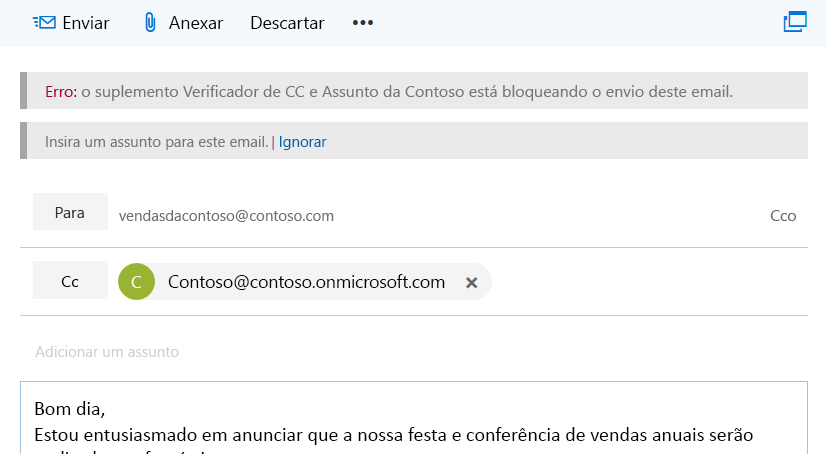 Enviar Anexar Descartar •••
Erro: o suplemento Verificador de CC e Assunto da Contoso está bloqueando o envio deste email.
Insira um assunto para este email. | Ignorar
Para vendasdacontoso@contoso.com Cco
Cc C Contoso@contoso.onmicrosoft.com ×
Adicionar um assunto
Bom dia,
Estou entusiasmado em anunciar que a nossa festa e conferência de vendas anuais serão